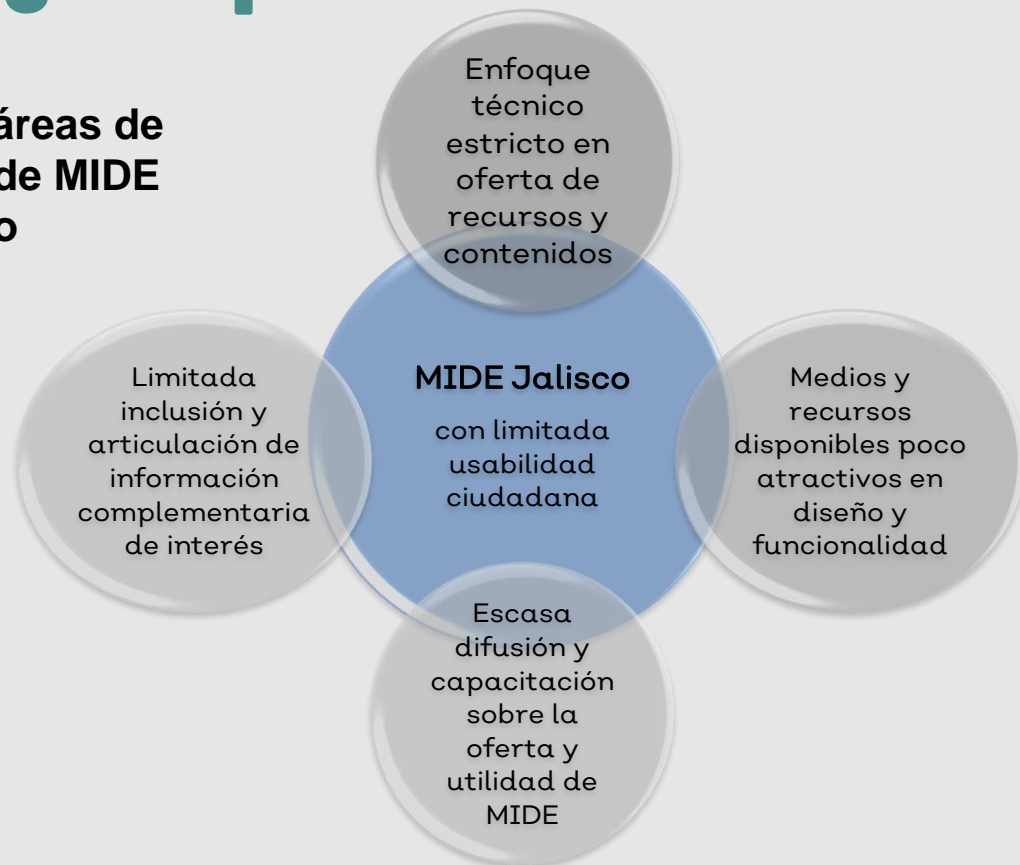 áreas de
de MIDE
Enfoque
técnico
estricto en
oferta de
recursos y
contenidos
Limitada
inclusión y
articulación de
información
complementaria
de interés
MIDE Jalisco
con limitada
usabilidad
ciudadana
Medios y
recursos
disponibles poco
atractivos en
diseño y
funcionalidad
Escasa
difusión y
capacitación
sobre la
oferta y
utilidad de
MIDE